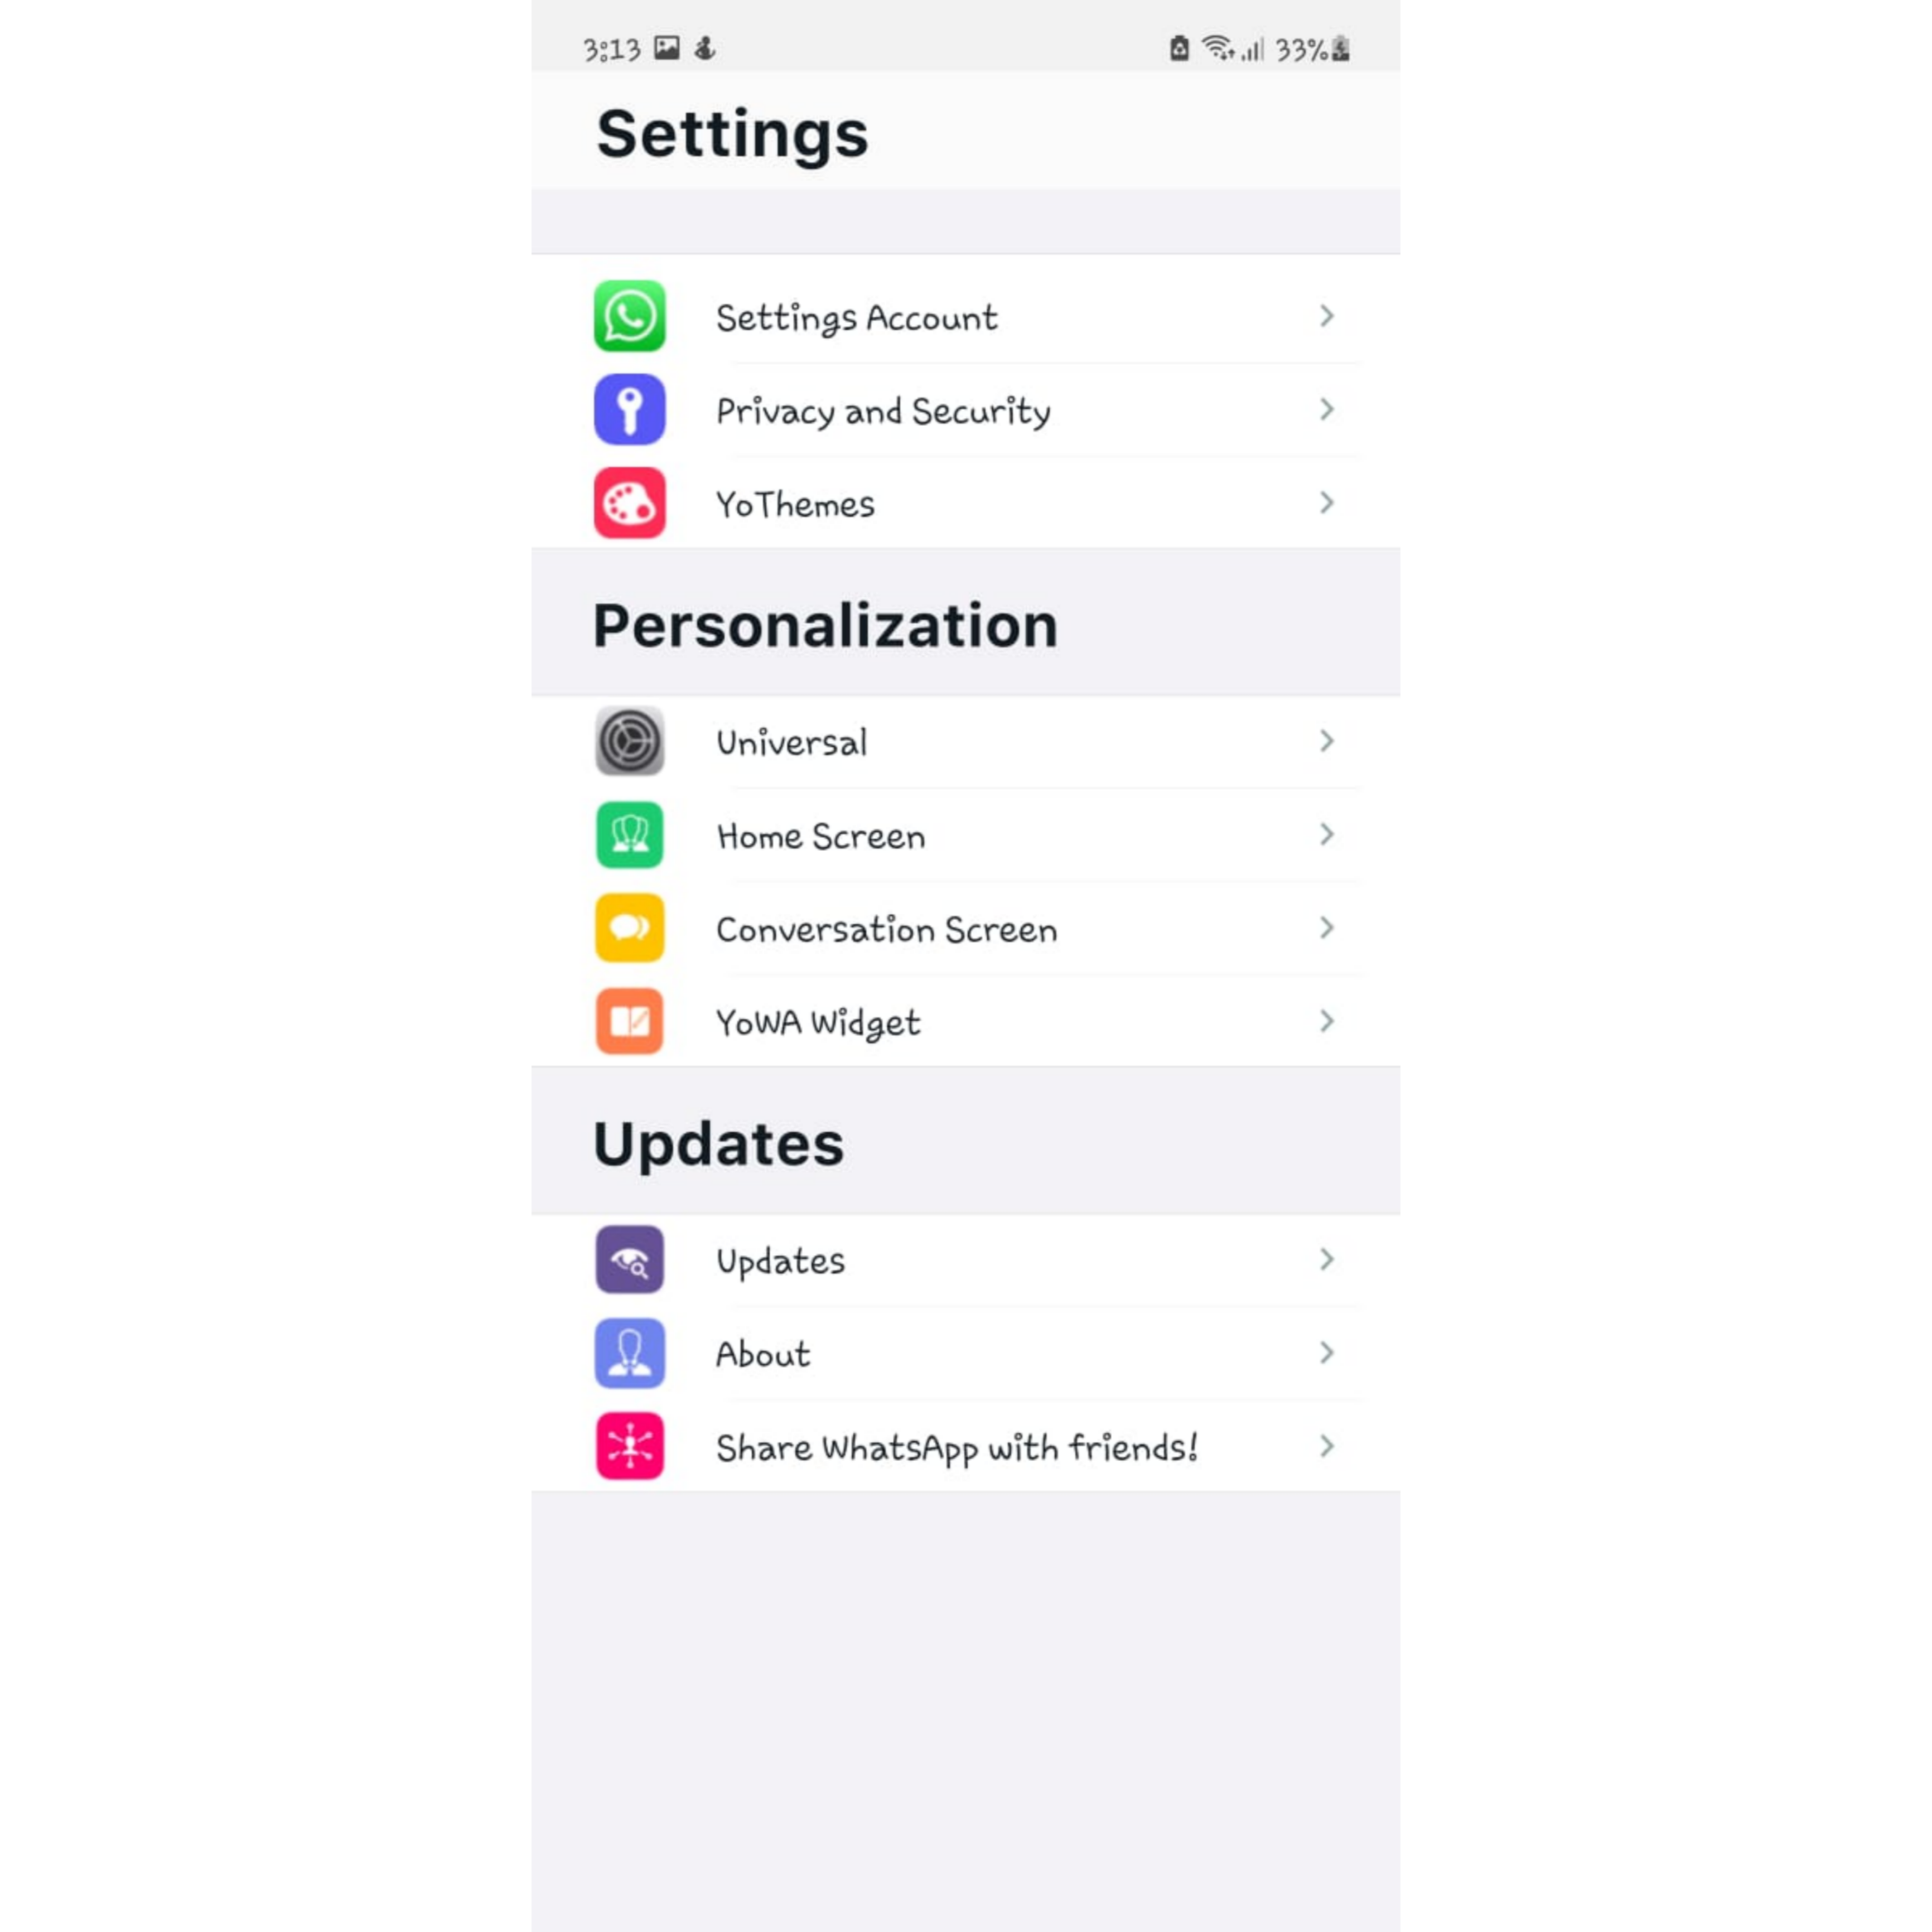 3:13 33%
Settings
Settings Account
Privacy and Security
YoThemes
Personalization
Universal
Home Screen
Conversation Screen
YoWA Widget
Updates
Updates
About
Share WhatsApp with friends!